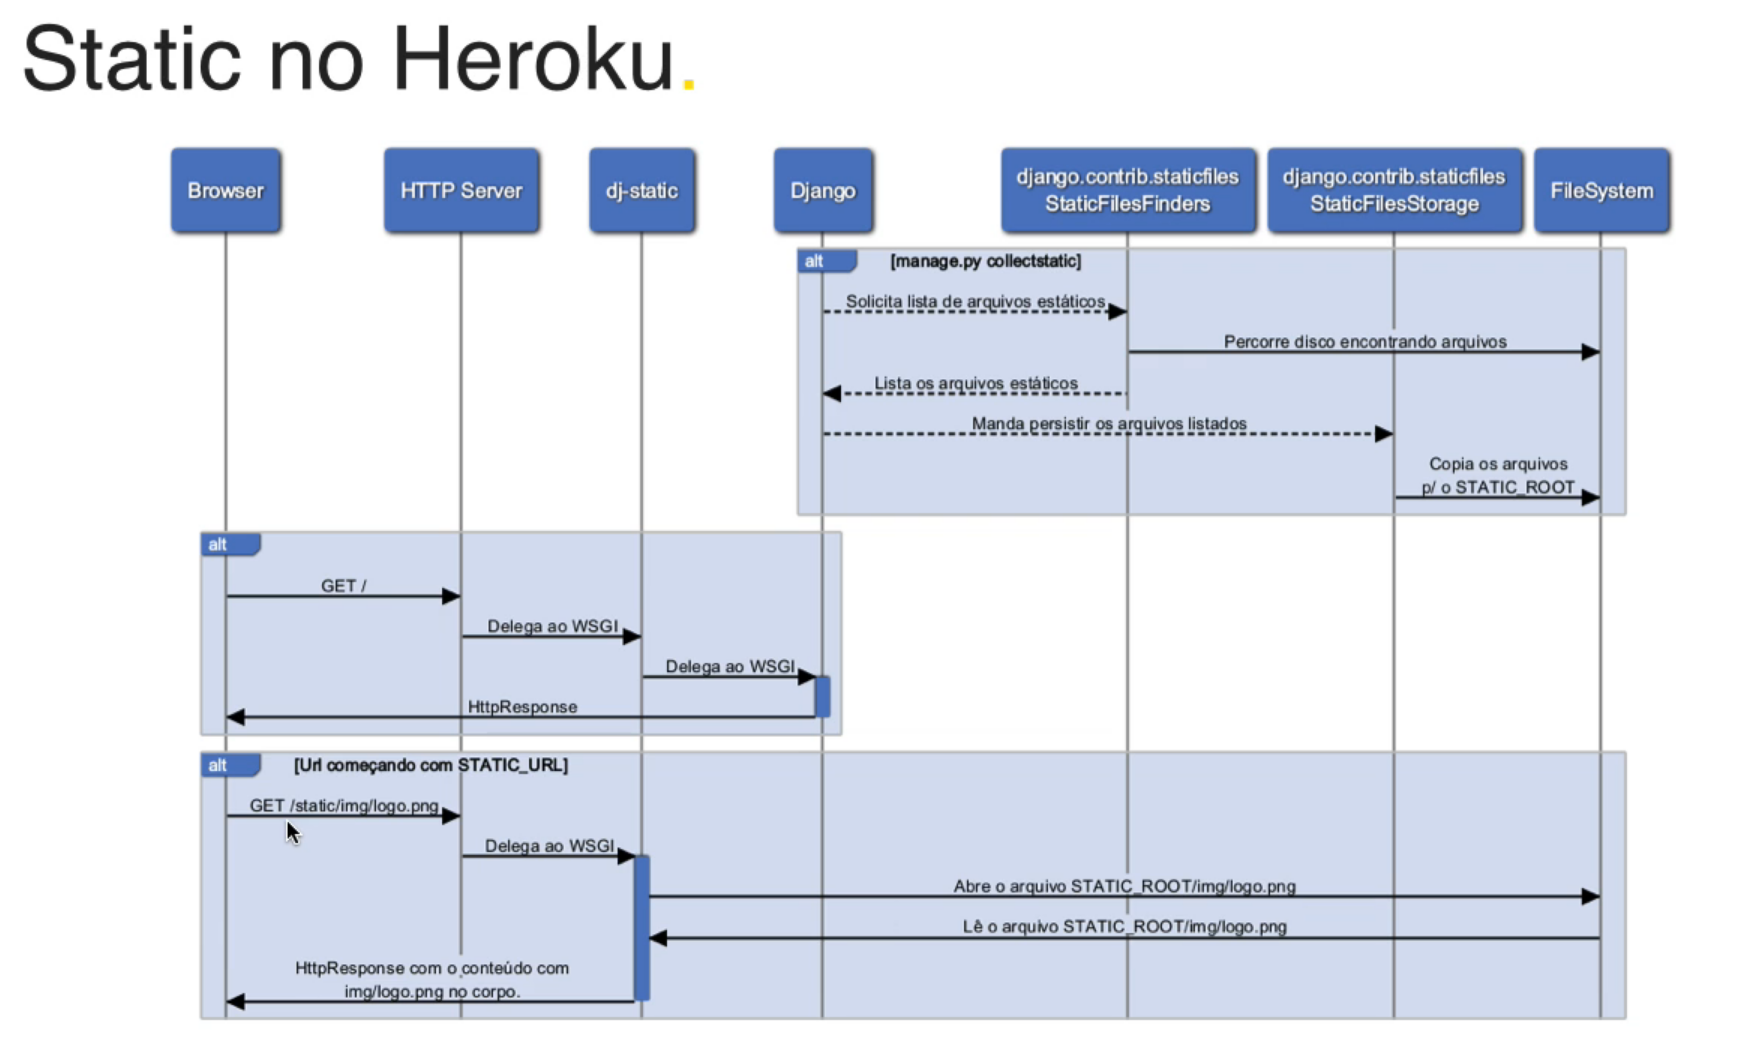 Static no Heroku.
Browser
HTTP Server
dj-static
Django
django.contrib.staticfiles
StaticFilesFinders
django.contrib.staticfiles
StaticFilesStorage
FileSystem
alt [manage.py collectstatic]
Solicita lista de arquivos estáticos
Percorre disco encontrando arquivos
Lista os arquivos estáticos
Manda persistir os arquivos listados
Copia os arquivos
p/ o STATIC_ROOT
alt
GET /
Delega ao WSGI
Delega ao WSGI
HttpResponse
alt [Url começando com STATIC_URL]
GET /static/img/logo.png
Delega ao WSGI
Abre o arquivo STATIC_ROOT/img/logo.png
Lê o arquivo STATIC_ROOT/img/logo.png
HttpResponse com o conteúdo com
img/logo.png no corpo.